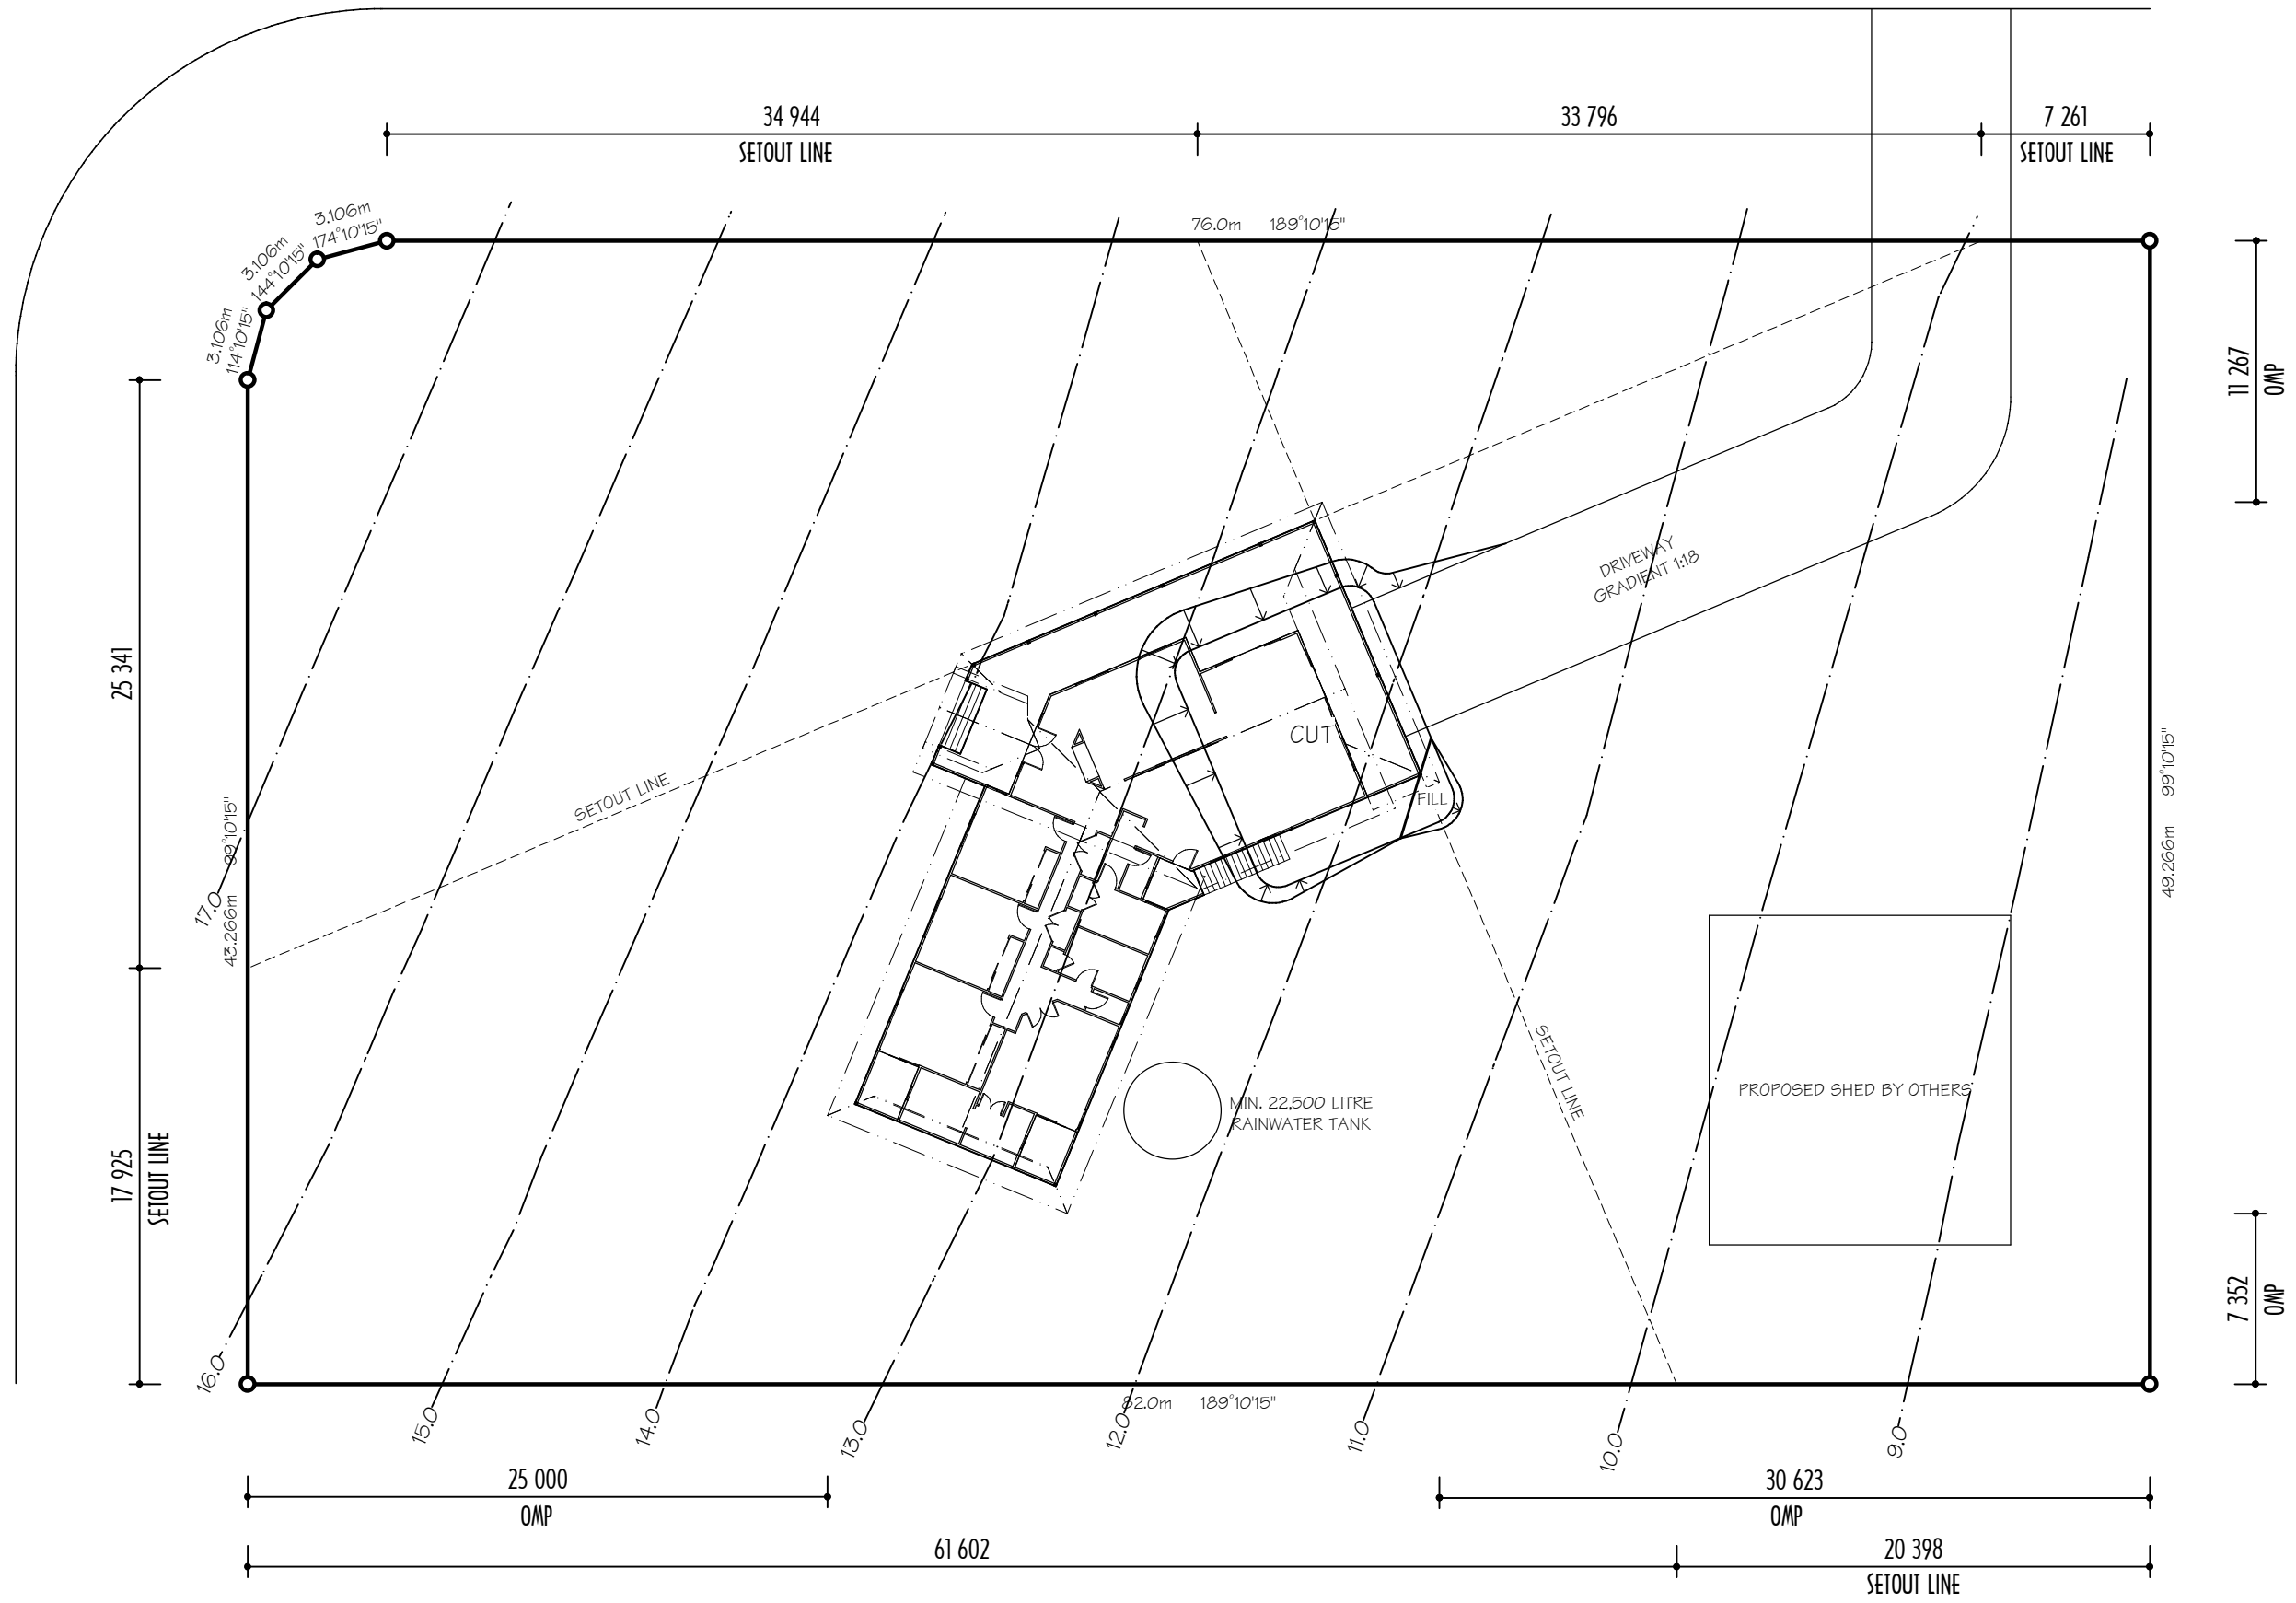 34 944
SETOUT LINE
33 796
7 261
SETOUT LINE
76.0m 189°10'15"
3.106m
174°10'15"
3.106m
144°10'15"
3.106m
114°10'15"
11 267
OMP
25 341
DRIVEWAY
GRADIENT 1:18
CUT
FILL
SETOUT LINE
43.266m 99°10'15"
49.266m 99°10'15"
17.0
SETOUT LINE
PROPOSED SHED BY OTHERS
MIN. 22,500 LITRE
RAINWATER TANK
17 925
SETOUT LINE
7 352
OMP
16.0
15.0
14.0
13.0
12.0
11.0
10.0
9.0
82.0m 189°10'15"
25 000
OMP
30 623
OMP
61 602
20 398
SETOUT LINE